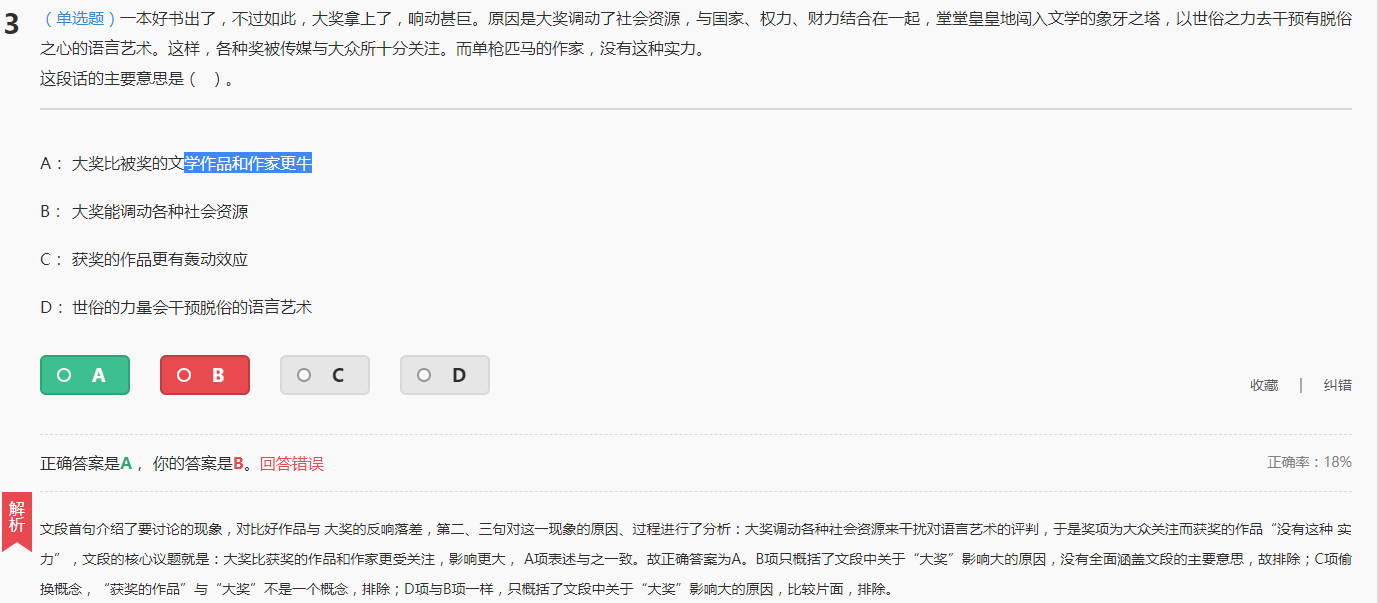 3
（单选题）一本好书出了，不过如此，大奖拿上了，响动甚巨。原因是大奖调动了社会资源，与国家、权力、财力结合在一起，堂堂皇皇地闯入文学的象牙之塔，以世俗之力去干预有脱俗
之心的语言艺术。这样，各种奖被传媒与大众所十分关注。而单枪匹马的作家，没有这种实力。
这段话的主要意思是（　）。
A： 大奖比被奖的文学作品和作家更牛
B： 大奖能调动各种社会资源
C： 获奖的作品更有轰动效应
D： 世俗的力量会干预脱俗的语言艺术
A B C D
收藏 | 纠错
正确答案是A， 你的答案是B。回答错误
正确率：18%
解析
文段首句介绍了要讨论的现象，对比好作品与 大奖的反响落差，第二、三句对这一现象的原因、过程进行了分析：大奖调动各种社会资源来干扰对语言艺术的评判，于是奖项为大众关注而获奖的作品“没有这种 实
力”，文段的核心议题就是：大奖比获奖的作品和作家更受关注，影响更大， A项表述与之一致。故正确答案为A。B项只概括了文段中关于“大奖”影响大的原因，没有全面涵盖文段的主要意思，故排除；C项偷
换概念，“获奖的作品”与“大奖”不是一个概念，排除；D项与B项一样，只概括了文段中关于“大奖”影响大的原因，比较片面，排除。